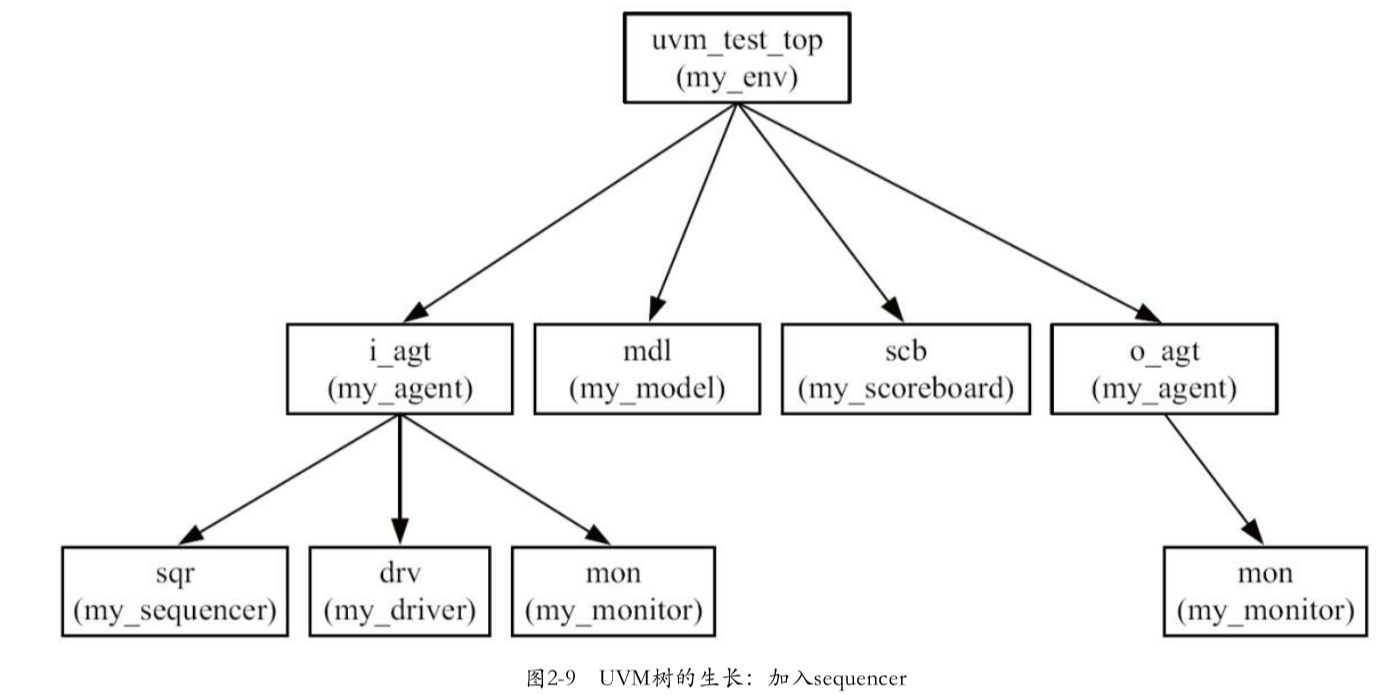 uvm_test_top
(my_env)
i_agt
(my_agent)
mdl
(my_model)
scb
(my_scoreboard)
o_agt
(my_agent)
sqr
(my_sequencer)
drv
(my_driver)
mon
(my_monitor)
mon
(my_monitor)
图2-9 UVM树的生长：加入sequencer